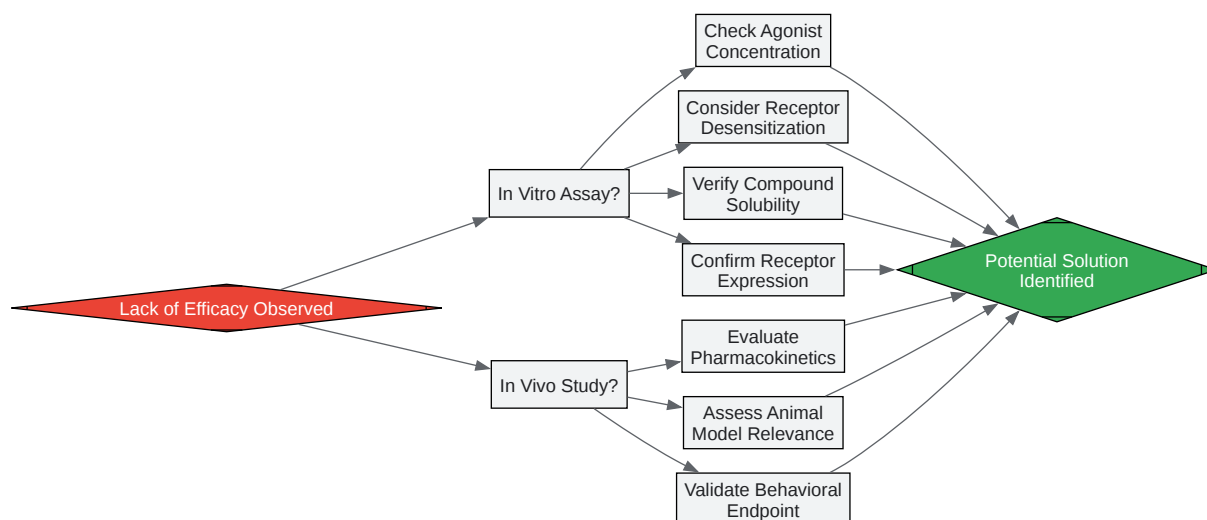 Lack of Efficacy Observed
In Vitro Assay?
In Vivo Study?
Check Agonist
Concentration
Consider Receptor
Desensitization
Verify Compound
Solubility
Confirm Receptor
Expression
Evaluate
Pharmacokinetics
Assess Animal
Model Relevance
Validate Behavioral
Endpoint
Potential Solution
Identified